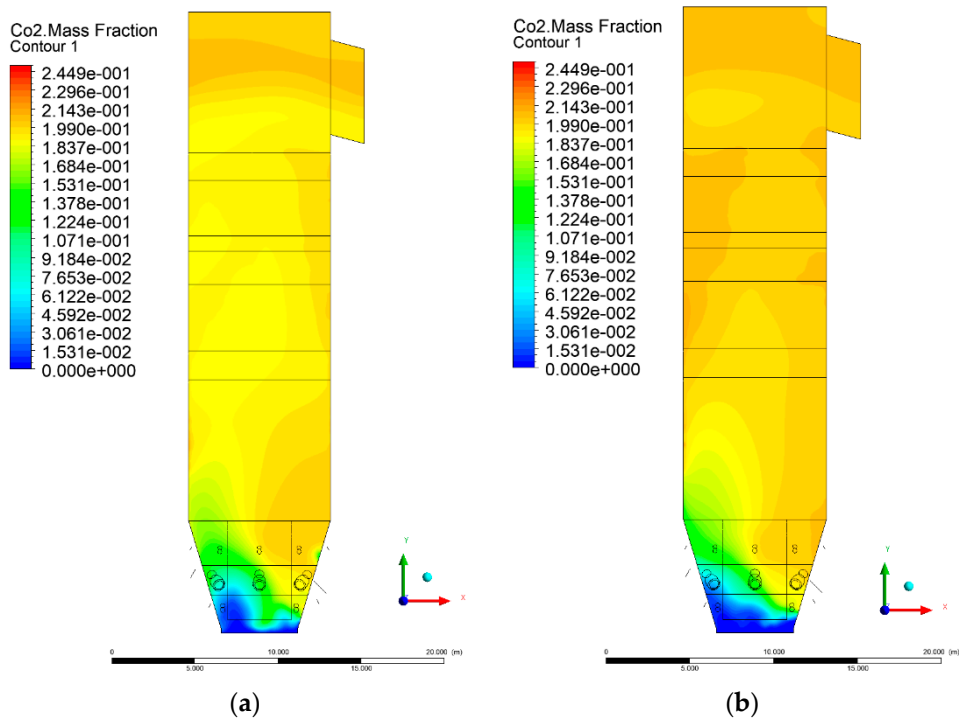 Co2.Mass Fraction
Contour 1
2.449e-001
2.296e-001
2.143e-001
1.990e-001
1.837e-001
1.684e-001
1.531e-001
1.378e-001
1.224e-001
1.071e-001
9.184e-002
7.653e-002
6.122e-002
4.592e-002
3.061e-002
1.531e-002
0.000e+000
Y
X
0
10.000
20.000 (m)
5.000
15.000
(a)
Co2.Mass Fraction
Contour 1
2.449e-001
2.296e-001
2.143e-001
1.990e-001
1.837e-001
1.684e-001
1.531e-001
1.378e-001
1.224e-001
1.071e-001
9.184e-002
7.653e-002
6.122e-002
4.592e-002
3.061e-002
1.531e-002
0.000e+000
Y
X
0
10.000
20.000 (m)
5.000
15.000
(b)